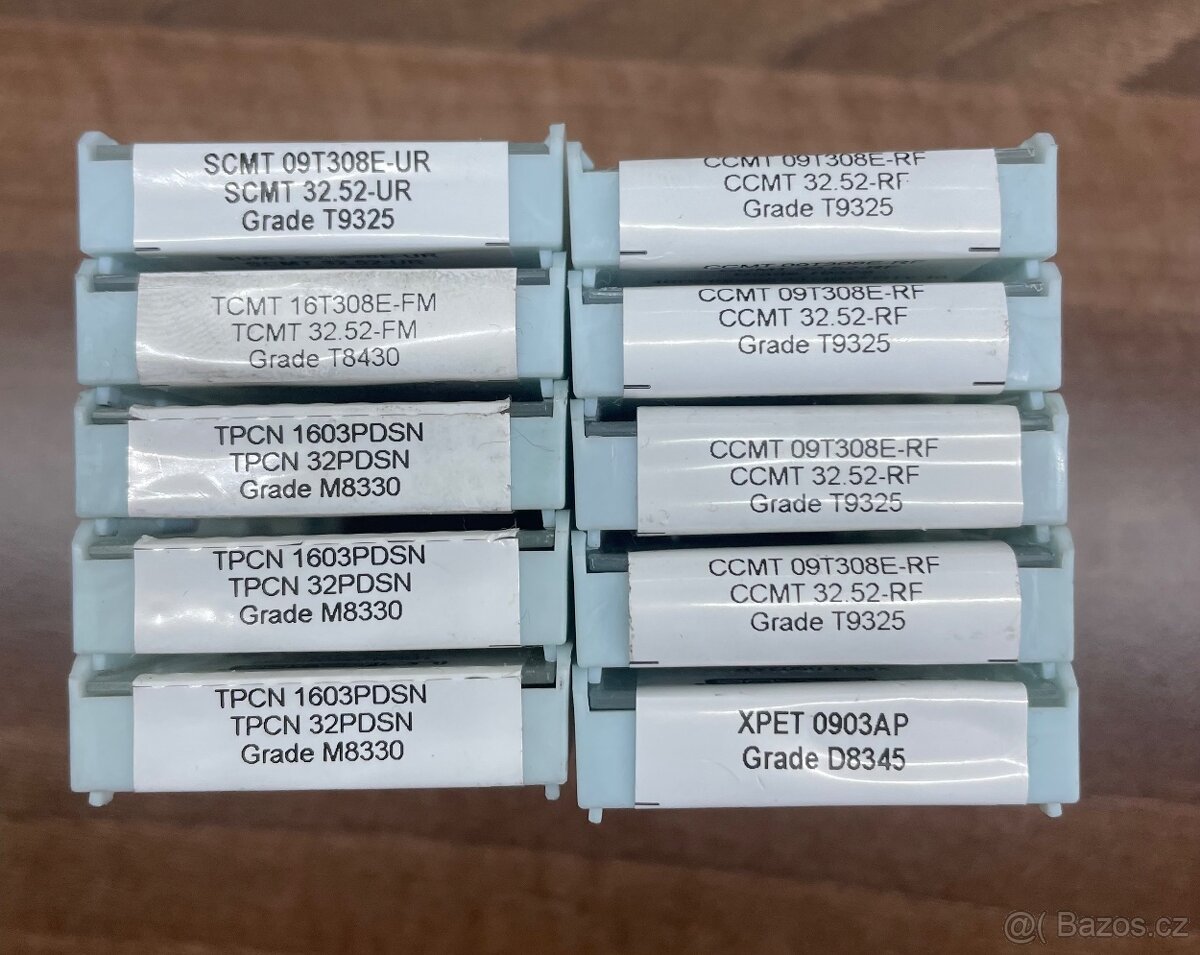 SCMT 09T308E-UR
SCMT 32.52-UR
Grade T9325
TCMT 16T308E-FM
TCMT 32.52-FM
Grade T8430
TPCN 1603PDSN
TPCN 32PDSN
Grade M8330
TPCN 1603PDSN
TPCN 32PDSN
Grade M8330
TPCN 1603PDSN
TPCN 32PDSN
Grade M8330
CCMT 09T308E-RF
CCMT 32.52-RF
Grade T9325
CCMT 09T308E-RF
CCMT 32.52-RF
Grade T9325
CCMT 09T308E-RF
CCMT 32.52-RF
Grade T9325
CCMT 09T308E-RF
CCMT 32.52-RF
Grade T9325
XPET 0903AP
Grade D8345
@( Bazos.cz